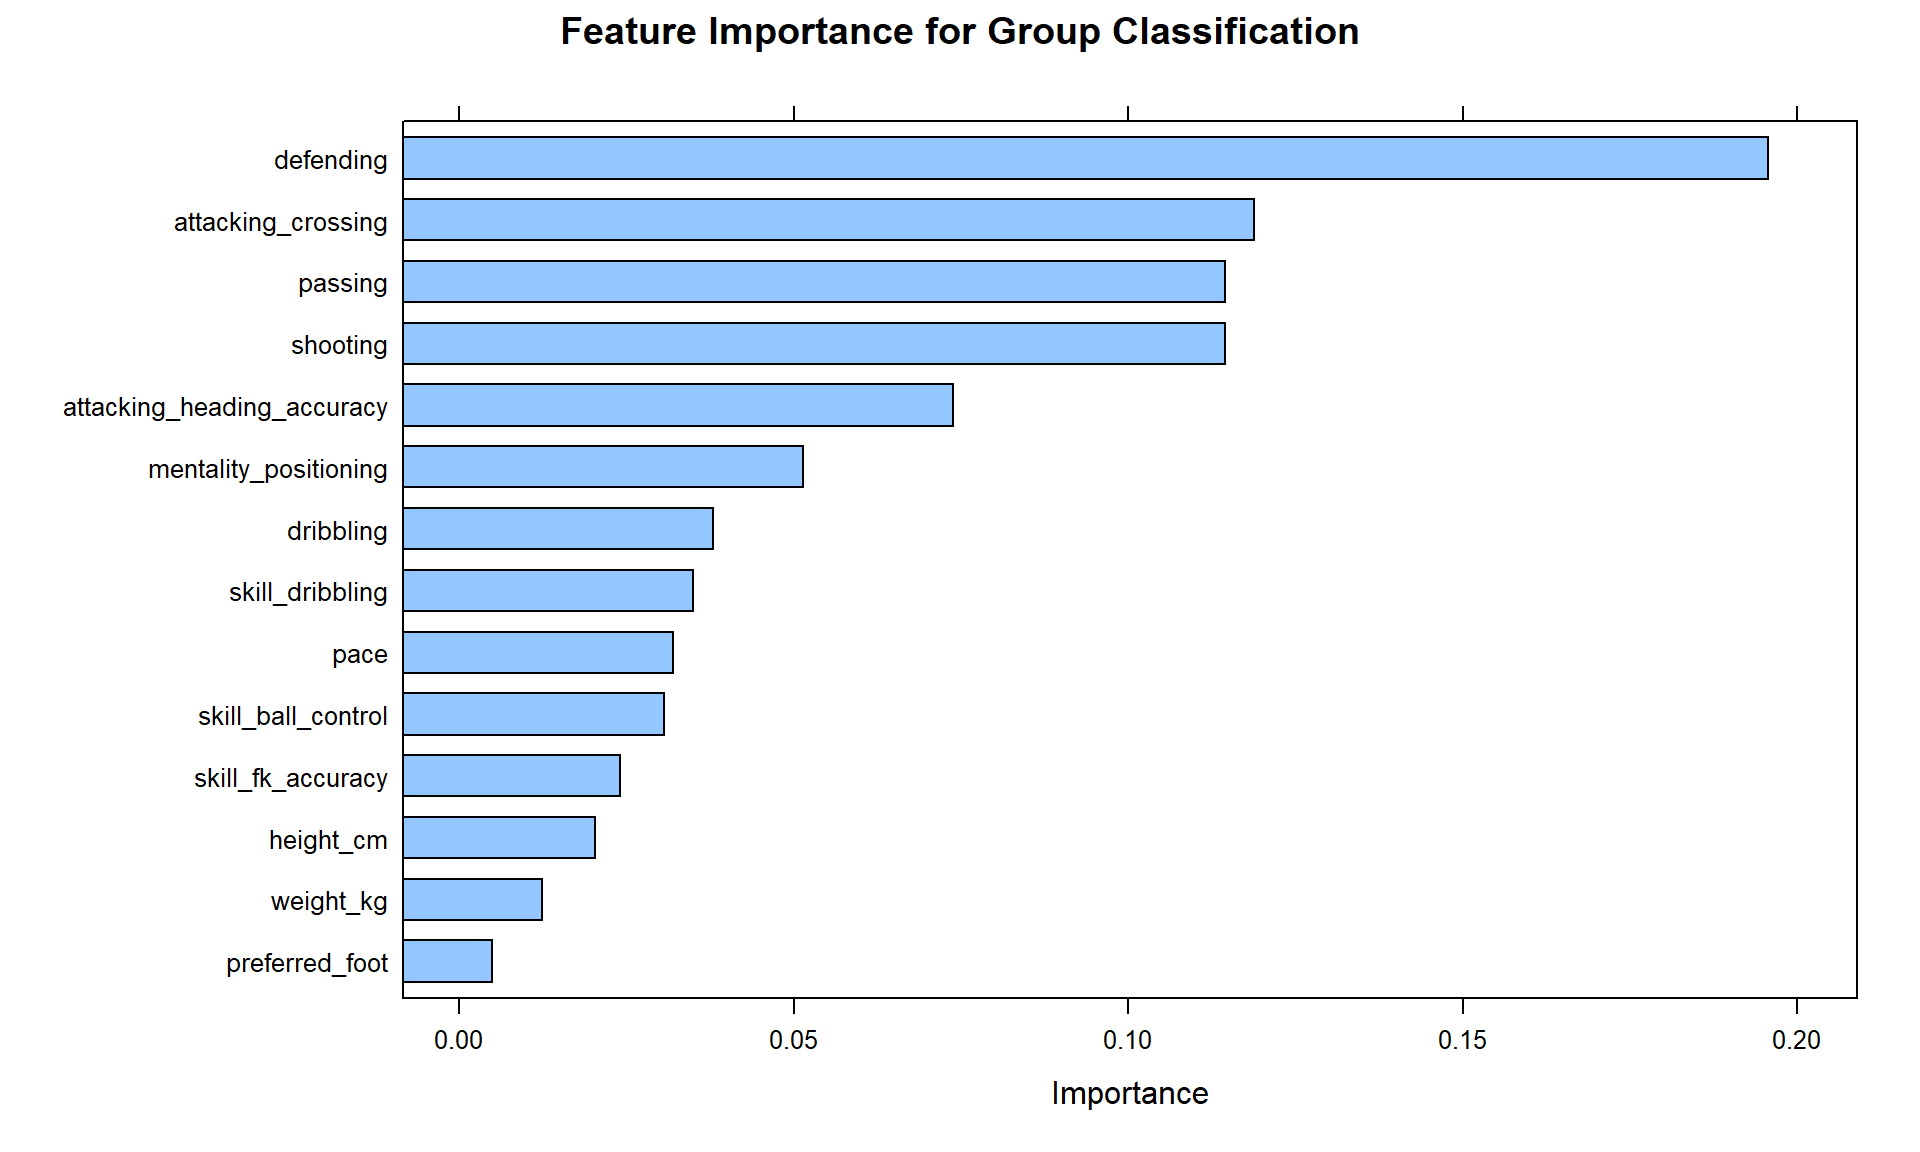 Feature Importance for Group Classification
defending
attacking_crossing
passing
shooting
attacking_heading_accuracy
mentality_positioning
dribbling
skill_dribbling
pace
skill_ball_control
skill_fk_accuracy
height_cm
weight_kg
preferred_foot
0.00 0.05 0.10 0.15 0.20
Importance